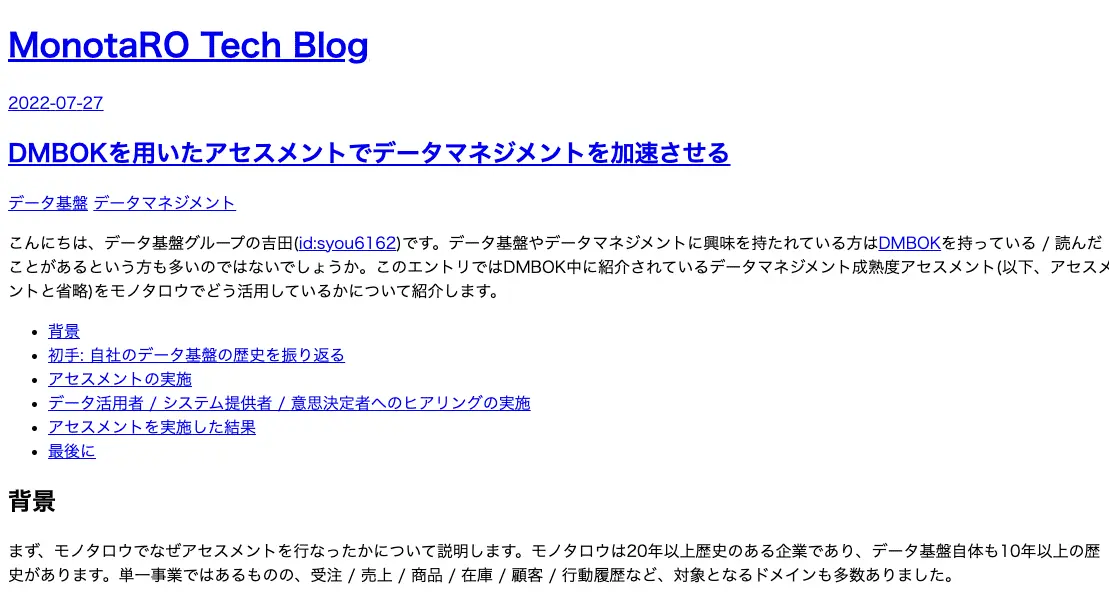 MonotaRO Tech Blog
2022-07-27
DMBOKを用いたアセスメントでデータマネジメントを加速させる
データ基盤 データマネジメント
こんにちは、データ基盤グループの吉田(id:syou6162)です。データ基盤やデータマネジメントに興味を持たれている方はDMBOKを持っている / 読んだ
ことがあるという方も多いのではないでしょうか。このエントリではDMBOK中に紹介されているデータマネジメント成熟度アセスメント(以下、アセスメ
ントと省略)をモノタロウでどう活用しているかについて紹介します。
背景
初手: 自社のデータ基盤の歴史を振り返る
アセスメントの実施
データ活用者 / システム提供者 / 意思決定者へのヒアリングの実施
アセスメントを実施した結果
最後に
背景
まず、モノタロウでなぜアセスメントを行なったかについて説明します。モノタロウは20年以上歴史のある企業であり、データ基盤自体も10年以上の歴
史があります。単一事業ではあるものの、受注 / 売上 / 商品 / 在庫 / 顧客 / 行動履歴など、対象となるドメインも多数ありました。